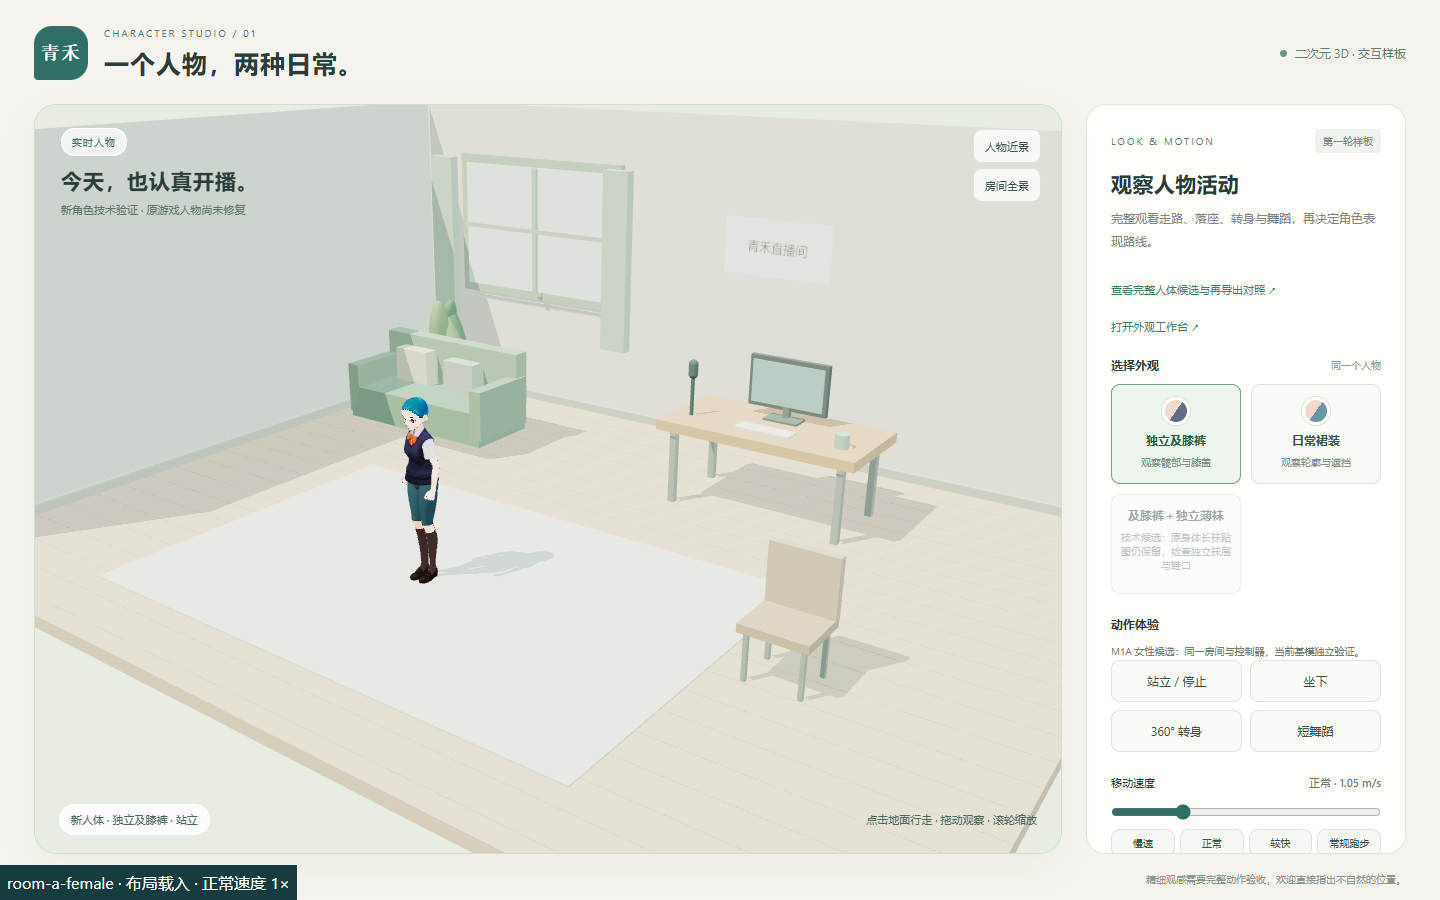 青禾
CHARACTER STUDIO / 01
一个人物，两种日常。
二次元 3D · 交互样板
实时人物
今天，也认真开播。
新角色技术验证 · 原游戏人物尚未修复
人物近景
房间全景
青禾直播间
新人体 · 独立及膝裤 · 站立
点击地面行走 · 拖动观察 · 滚轮缩放
LOOK & MOTION
第一轮样板
观察人物活动
完整观看走路、落座、转身与舞蹈，再决定角色表
现路线。
查看完整人体候选与再导出对照 ↗
打开外观工作台 ↗
选择外观
同一个人物
独立及膝裤
观察髋部与膝盖
日常裙装
观察轮廓与遮挡
及膝裤 + 独立薄袜
技术候选：原身体长袜贴
图仍保留，检查独立袜层
与鞋口
动作体验
M1A 女性候选：同一房间与控制器，当前基模独立验证。
站立 / 停止
坐下
360° 转身
短舞蹈
移动速度
正常 · 1.05 m/s
慢速
正常
较快
常规跑步
room-a-female · 布局载入 · 正常速度 1×
精细观感需要完整动作验收，欢迎直接指出不自然的位置。